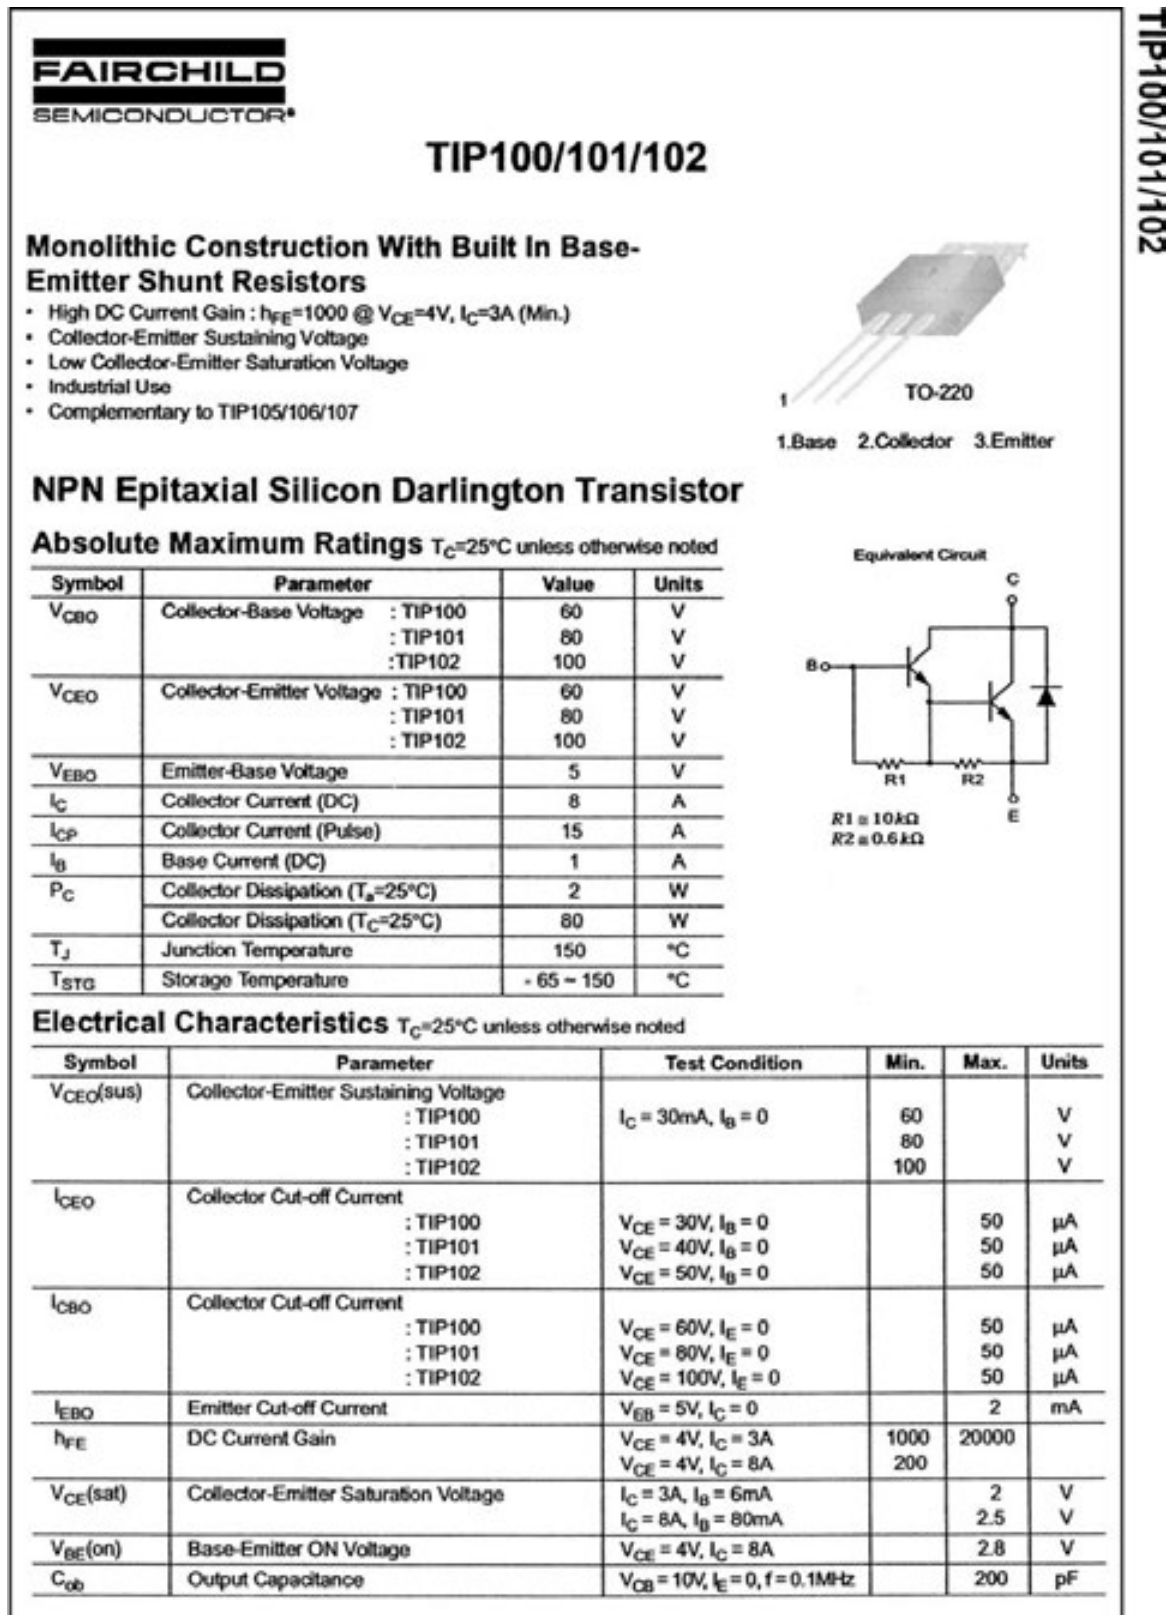 TIP100/101/102
FAIRCHILD
SEMICONDUCTOR®
TIP100/101/102
Monolithic Construction With Built In Base-
Emitter Shunt Resistors
• High DC Current Gain : hFE=1000 @ VCE=4V, IC=3A (Min.)
• Collector-Emitter Sustaining Voltage
• Low Collector-Emitter Saturation Voltage
• Industrial Use
• Complementary to TIP105/106/107
1
TO-220
1.Base 2.Collector 3.Emitter
NPN Epitaxial Silicon Darlington Transistor
Absolute Maximum Ratings TC=25°C unless otherwise noted
Symbol Parameter Value Units
VCBO Collector-Base Voltage : TIP100 60 V
: TIP101 80 V
:TIP102 100 V
VCEO Collector-Emitter Voltage : TIP100 60 V
: TIP101 80 V
: TIP102 100 V
VEBO Emitter-Base Voltage 5 V
IC Collector Current (DC) 8 A
ICP Collector Current (Pulse) 15 A
IB Base Current (DC) 1 A
PC Collector Dissipation (Ta=25°C) 2 W
Collector Dissipation (TC=25°C) 80 W
TJ Junction Temperature 150 °C
TSTG Storage Temperature - 65 ~ 150 °C
Equivalent Circuit
C
B
R1 R2
E
R1 ≅ 10kΩ
R2 ≅ 0.6kΩ
Electrical Characteristics TC=25°C unless otherwise noted
Symbol Parameter Test Condition Min. Max. Units
VCEO(sus) Collector-Emitter Sustaining Voltage
: TIP100 IC = 30mA, IB = 0 60 V
: TIP101 80 V
: TIP102 100 V
ICEO Collector Cut-off Current
: TIP100 VCE = 30V, IB = 0 50 µA
: TIP101 VCE = 40V, IB = 0 50 µA
: TIP102 VCE = 50V, IB = 0 50 µA
ICBO Collector Cut-off Current
: TIP100 VCE = 60V, IE = 0 50 µA
: TIP101 VCE = 80V, IE = 0 50 µA
: TIP102 VCE = 100V, IE = 0 50 µA
IEBO Emitter Cut-off Current VEB = 5V, IC = 0 2 mA
hFE DC Current Gain VCE = 4V, IC = 3A 1000 20000
VCE = 4V, IC = 8A 200
VCE(sat) Collector-Emitter Saturation Voltage IC = 3A, IB = 6mA 2 V
IC = 8A, IB = 80mA 2.5 V
VBE(on) Base-Emitter ON Voltage VCE = 4V, IC = 8A 2.8 V
Cob Output Capacitance VCB = 10V, IE = 0, f = 0.1MHz 200 pF